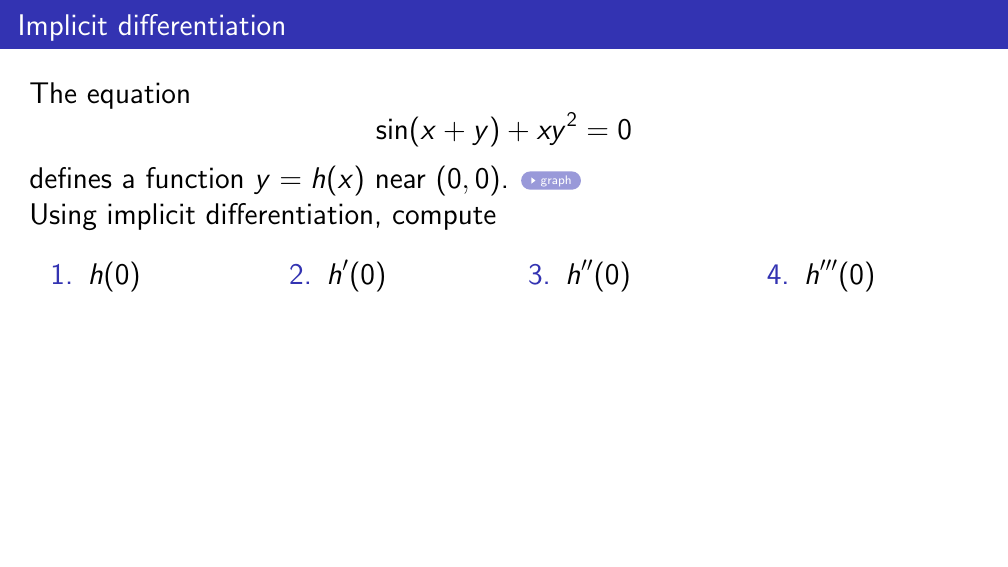 Implicit differentiation
The equation
sin(x + y) + xy² = 0
defines a function y = h(x) near (0, 0). graph
Using implicit differentiation, compute
1. h(0) 2. h′(0) 3. h″(0) 4. h‴(0)